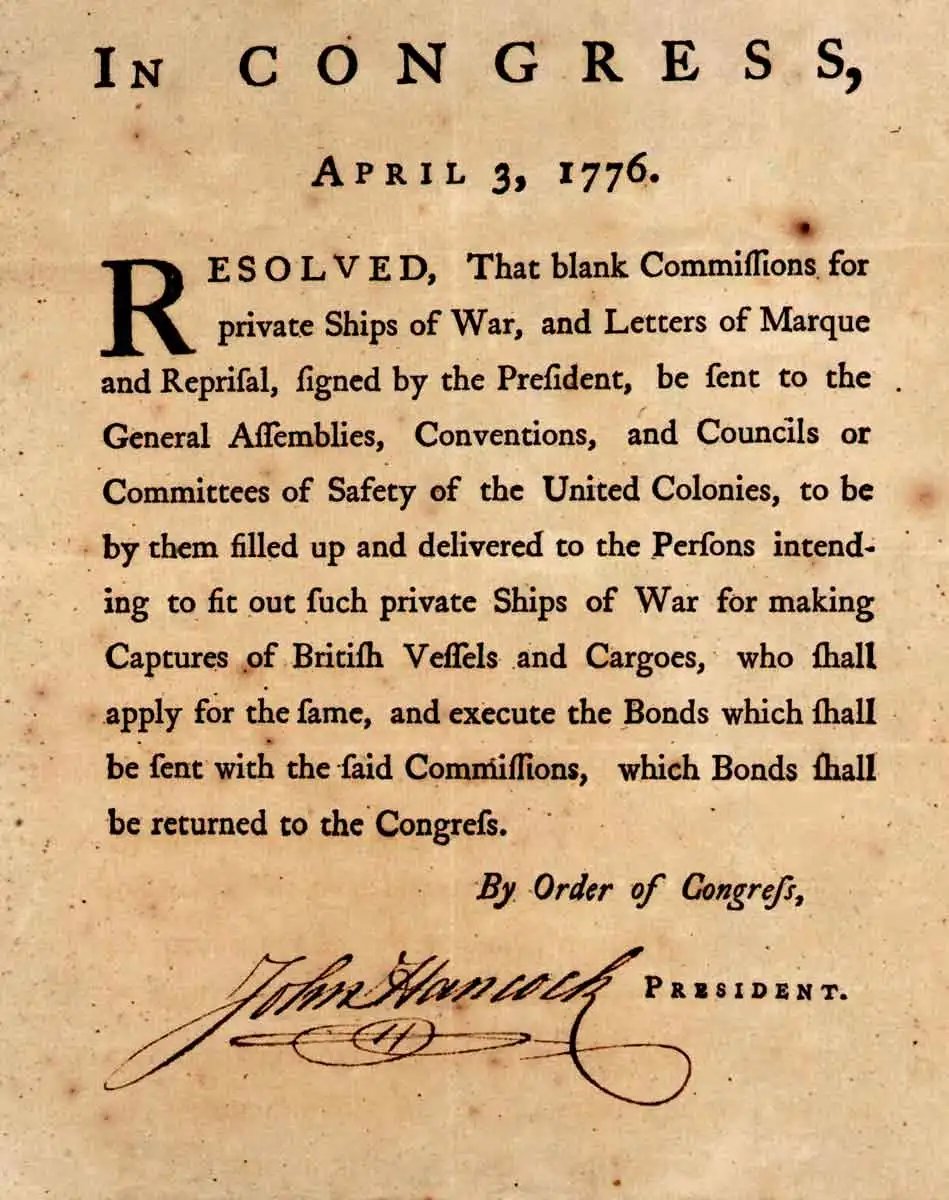 IN CONGRESS,
APRIL 3, 1776.
RESOLVED, That blank Commiſſions for
private Ships of War, and Letters of Marque
and Repriſal, ſigned by the Preſident, be ſent to the
General Aſſemblies, Conventions, and Councils or
Committees of Safety of the United Colonies, to be
by them filled up and delivered to the Perſons intend-
ing to fit out ſuch private Ships of War for making
Captures of Britiſh Veſſels and Cargoes, who ſhall
apply for the ſame, and execute the Bonds which ſhall
be ſent with the ſaid Commiſſions, which Bonds ſhall
be returned to the Congreſs.
By Order of Congreſs,
John Hancock PRESIDENT.
H